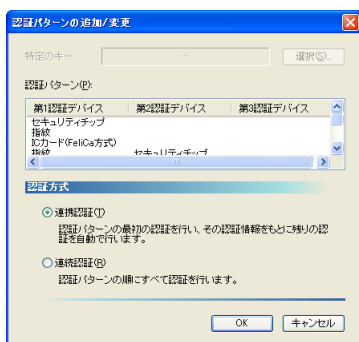 認証パターンの追加/変更
特定のキー: - 選択(S)...
認証パターン(P):
第1認証デバイス 第2認証デバイス 第3認証デバイス
セキュリティチップ
指紋
ICカード(FeliCa方式)
指紋 セキュリティチップ
認証方式
連携認証(T)
認証パターンの最初の認証を行い、その認証情報をもとに残りの認
証を自動で行います。
連続認証(R)
認証パターンの順にすべて認証を行います。
OK キャンセル